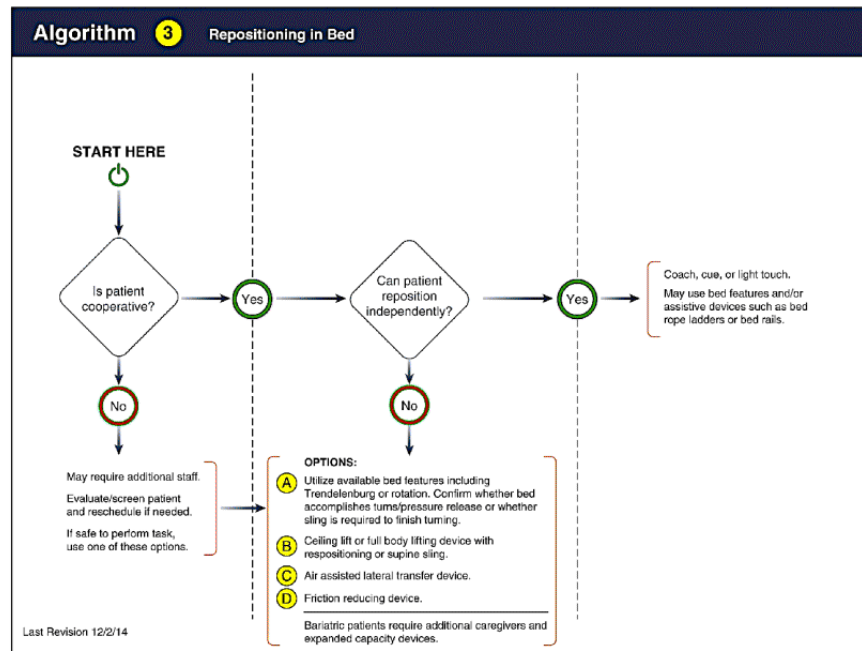 Algorithm 3 Repositioning in Bed
START HERE
Is patient
cooperative?
Yes
Can patient
reposition
independently?
Yes
Coach, cue, or light touch.
May use bed features and/or
assistive devices such as bed
rope ladders or bed rails.
No
No
May require additional staff.
Evaluate/screen patient
and reschedule if needed.
If safe to perform task,
use one of these options.
OPTIONS:
A Utilize available bed features including
Trendelenburg or rotation. Confirm whether bed
accomplishes turns/pressure release or whether
sling is required to finish turning.
B Ceiling lift or full body lifting device with
respositioning or supine sling.
C Air assisted lateral transfer device.
D Friction reducing device.
Bariatric patients require additional caregivers and
expanded capacity devices.
Last Revision 12/2/14